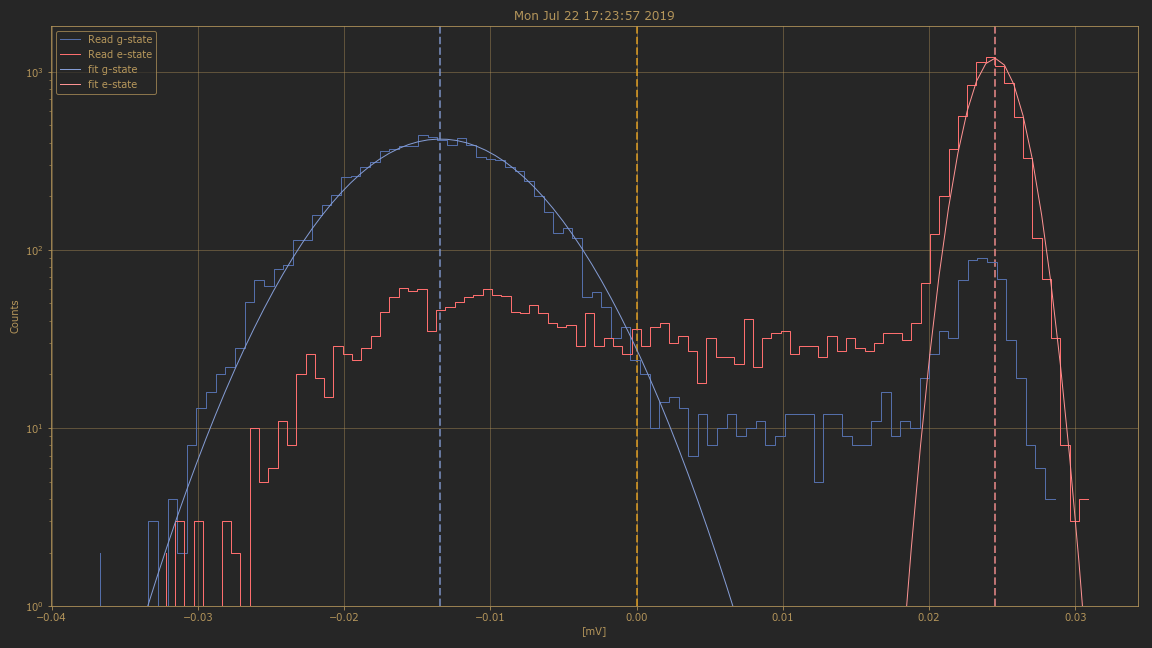 Mon Jul 22 17:23:57 2019
Read g-state
Read e-state
fit g-state
fit e-state
Counts
10³
10²
10¹
10⁰
−0.04 −0.03 −0.02 −0.01 0.00 0.01 0.02 0.03
[mV]